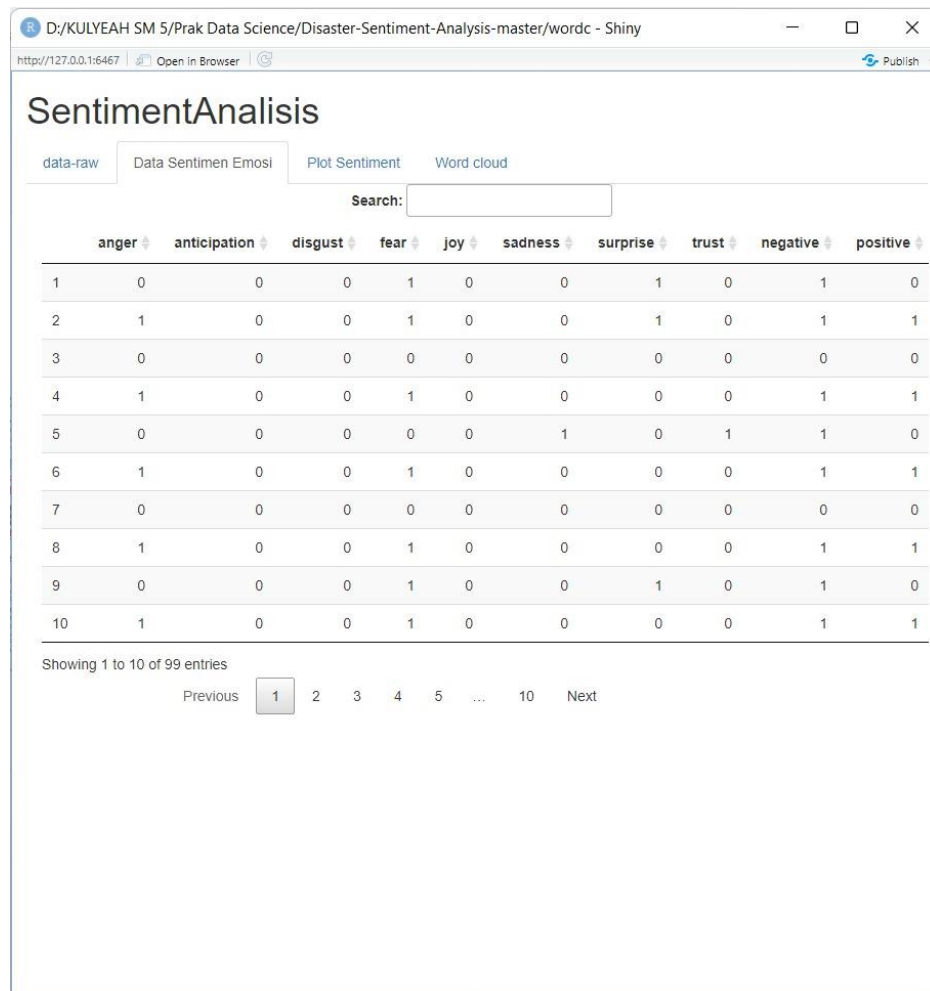 D:/KULYEAH SM 5/Prak Data Science/Disaster-Sentiment-Analysis-master/wordc - Shiny
http://127.0.0.1:6467 Open in Browser Publish
SentimentAnalisis
data-raw Data Sentimen Emosi Plot Sentiment Word cloud
Search:
anger anticipation disgust fear joy sadness surprise trust negative positive
1 0 0 0 1 0 0 1 0 1 0
2 1 0 0 1 0 0 1 0 1 1
3 0 0 0 0 0 0 0 0 0 0
4 1 0 0 1 0 0 0 0 1 1
5 0 0 0 0 0 1 0 1 1 0
6 1 0 0 1 0 0 0 0 1 1
7 0 0 0 0 0 0 0 0 0 0
8 1 0 0 1 0 0 0 0 1 1
9 0 0 0 1 0 0 1 0 1 0
10 1 0 0 1 0 0 0 0 1 1
Showing 1 to 10 of 99 entries
Previous 1 2 3 4 5 … 10 Next